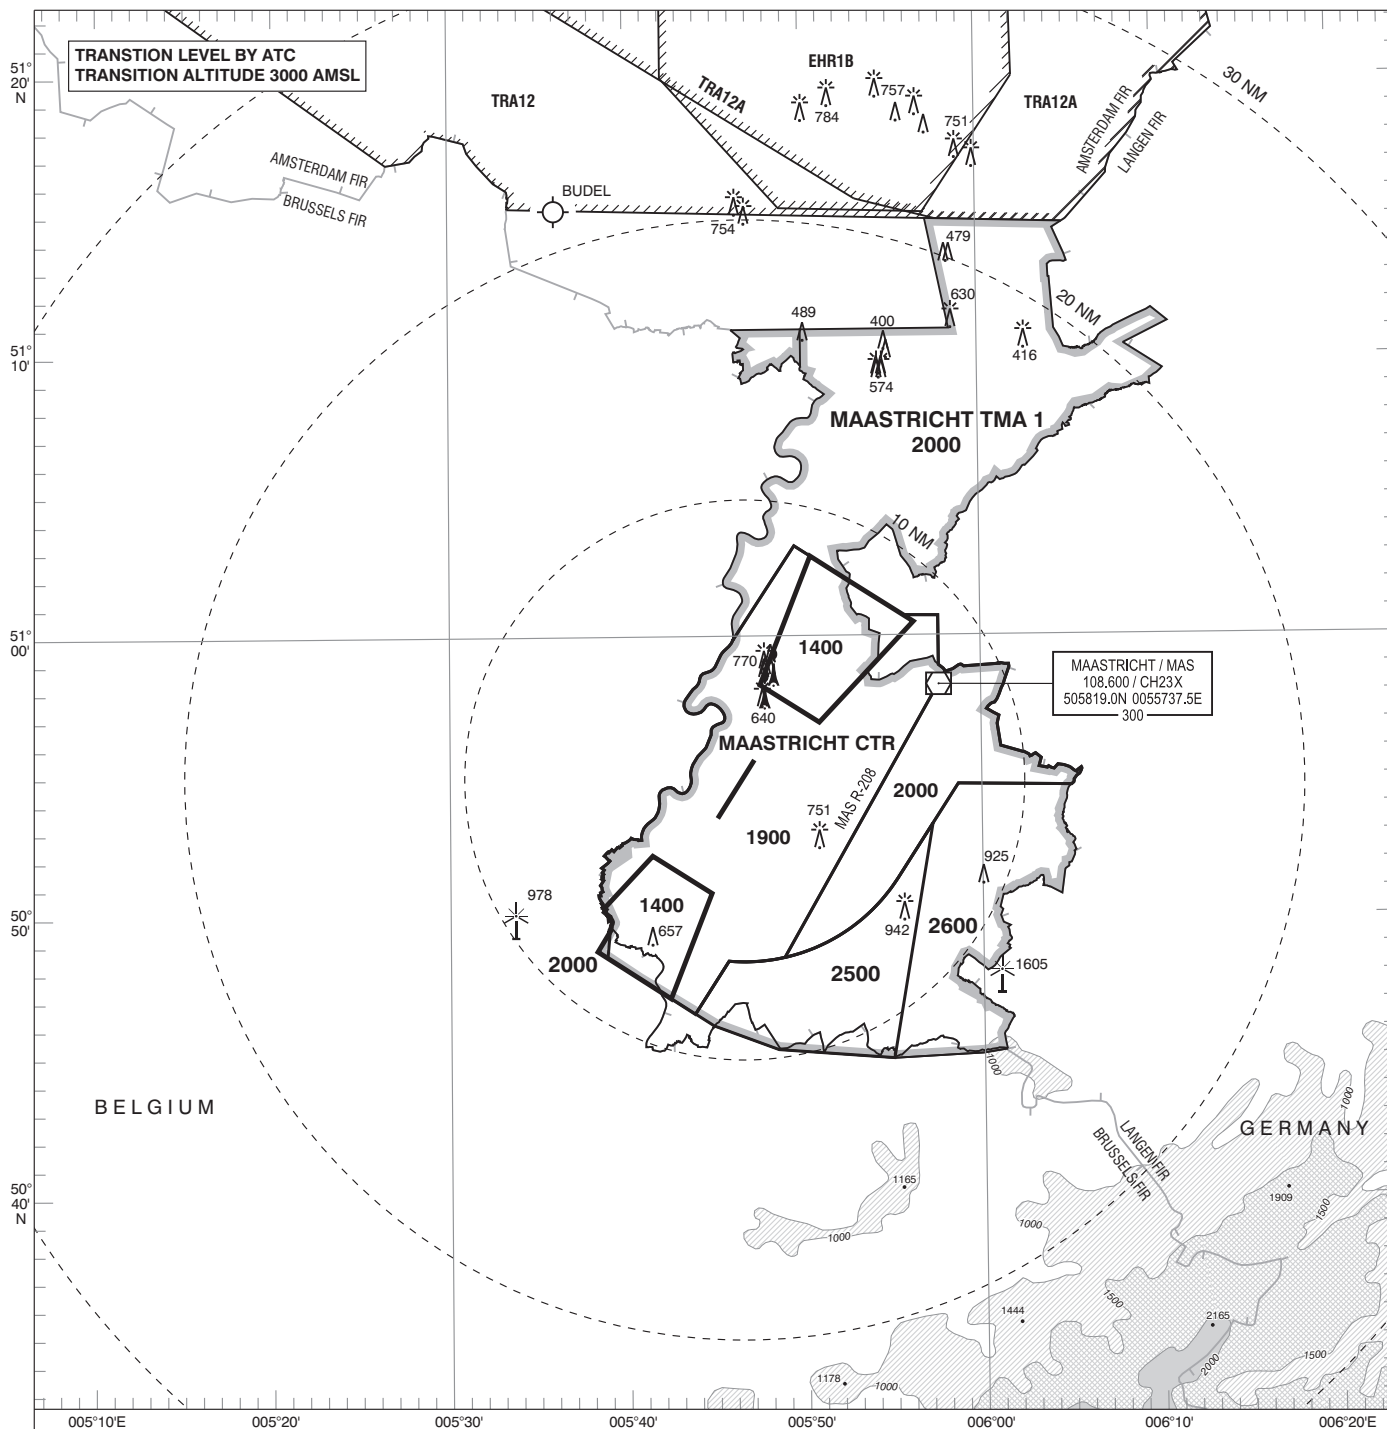 TRANSTION LEVEL BY ATC
TRANSITION ALTITUDE 3000 AMSL
51°
20'
N
TRA12
TRA12A
EHR1B
TRA12A
30 NM
784
757
751
AMSTERDAM FIR
LANGEN FIR
AMSTERDAM FIR
BRUSSELS FIR
BUDEL
754
479
630
20 NM
489
400
416
574
51°
10'
MAASTRICHT TMA 1
2000
10 NM
51°
00'
770
1400
640
MAASTRICHT / MAS
108.600 / CH23X
505819.0N 0055737.5E
300
MAASTRICHT CTR
MAS R-208
2000
751
1900
925
978
1400
657
942
2600
50°
50'
2000
2500
1605
1000
BELGIUM
1000
GERMANY
LANGEN FIR
BRUSSELS FIR
1165
1909
50°
40'
N
1000
1000
1500
1500
1444
2165
1500
2000
1178
1000
005°10'E
005°20'
005°30'
005°40'
005°50'
006°00'
006°10'
006°20'E